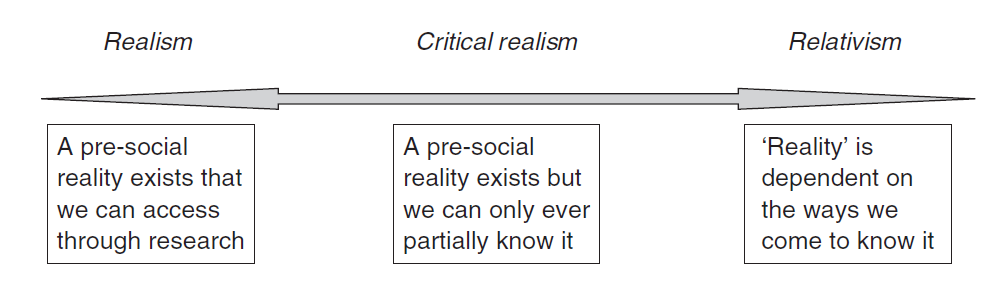 Realism
Critical realism
Relativism
A pre-social
reality exists that
we can access
through research
A pre-social
reality exists but
we can only ever
partially know it
‘Reality’ is
dependent on
the ways we
come to know it